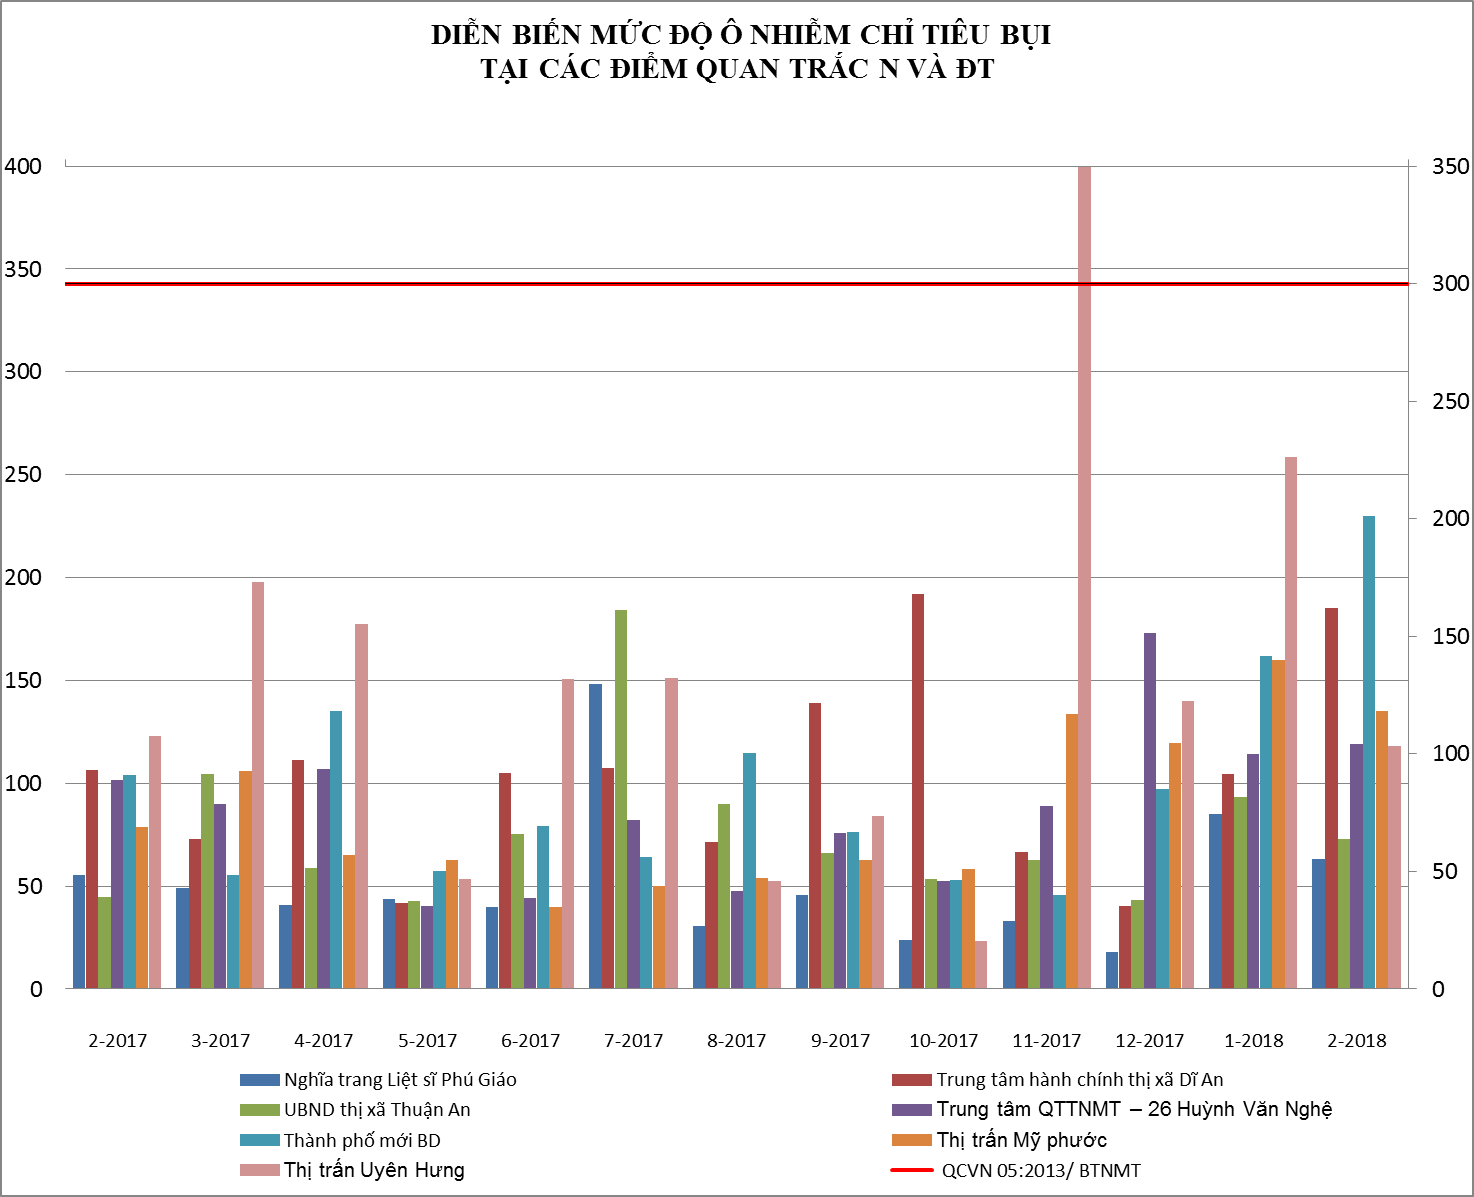 DIỄN BIẾN MỨC ĐỘ Ô NHIỄM CHỈ TIÊU BỤI
TẠI CÁC ĐIỂM QUAN TRẮC N VÀ ĐT
400
350
300
250
200
150
100
50
0
350
300
250
200
150
100
50
0
2-2017 3-2017 4-2017 5-2017 6-2017 7-2017 8-2017 9-2017 10-2017 11-2017 12-2017 1-2018 2-2018
Nghĩa trang Liệt sĩ Phú Giáo
Trung tâm hành chính thị xã Dĩ An
UBND thị xã Thuận An
Trung tâm QTTNMT – 26 Huỳnh Văn Nghệ
Thành phố mới BD
Thị trấn Mỹ phước
Thị trấn Uyên Hưng
QCVN 05:2013/ BTNMT